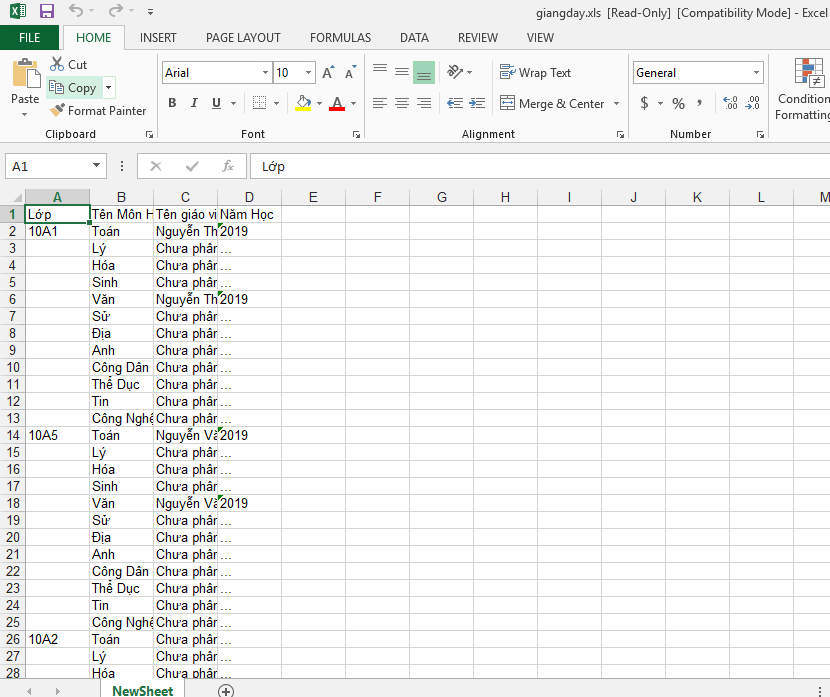 giangday.xls [Read-Only] [Compatibility Mode] - Excel
FILE HOME INSERT PAGE LAYOUT FORMULAS DATA REVIEW VIEW
Paste
Cut
Copy
Format Painter
Clipboard
Arial 10
B I U
Font
Wrap Text
Merge & Center
Alignment
General
$ % ,
Number
Condition
Formatting
A1 fx Lớp
A B C D E F G H I J K L M
1 Lớp Tên Môn H Tên giáo vi Năm Học
2 10A1 Toán Nguyễn Th 2019
3 Lý Chưa phân ...
4 Hóa Chưa phân ...
5 Sinh Chưa phân ...
6 Văn Nguyễn Th 2019
7 Sử Chưa phân ...
8 Địa Chưa phân ...
9 Anh Chưa phân ...
10 Công Dân Chưa phân ...
11 Thể Dục Chưa phân ...
12 Tin Chưa phân ...
13 Công Nghệ Chưa phân ...
14 10A5 Toán Nguyễn Vă 2019
15 Lý Chưa phân ...
16 Hóa Chưa phân ...
17 Sinh Chưa phân ...
18 Văn Nguyễn Vă 2019
19 Sử Chưa phân ...
20 Địa Chưa phân ...
21 Anh Chưa phân ...
22 Công Dân Chưa phân ...
23 Thể Dục Chưa phân ...
24 Tin Chưa phân ...
25 Công Nghệ Chưa phân ...
26 10A2 Toán Chưa phân ...
27 Lý Chưa phân ...
28 Hóa Chưa phân ...
NewSheet